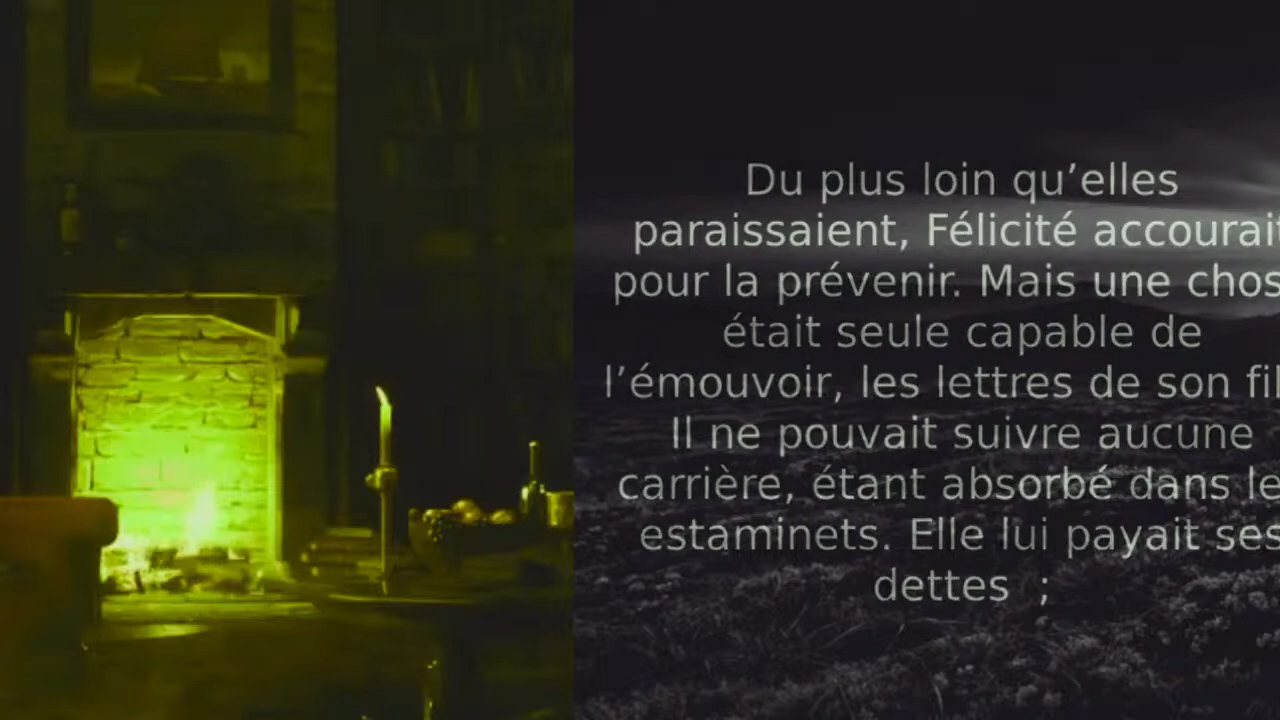 Du plus loin qu’elles
paraissaient, Félicité accourait
pour la prévenir. Mais une chos
était seule capable de
l’émouvoir, les lettres de son fil
Il ne pouvait suivre aucune
carrière, étant absorbé dans le
estaminets. Elle lui payait ses
dettes ;